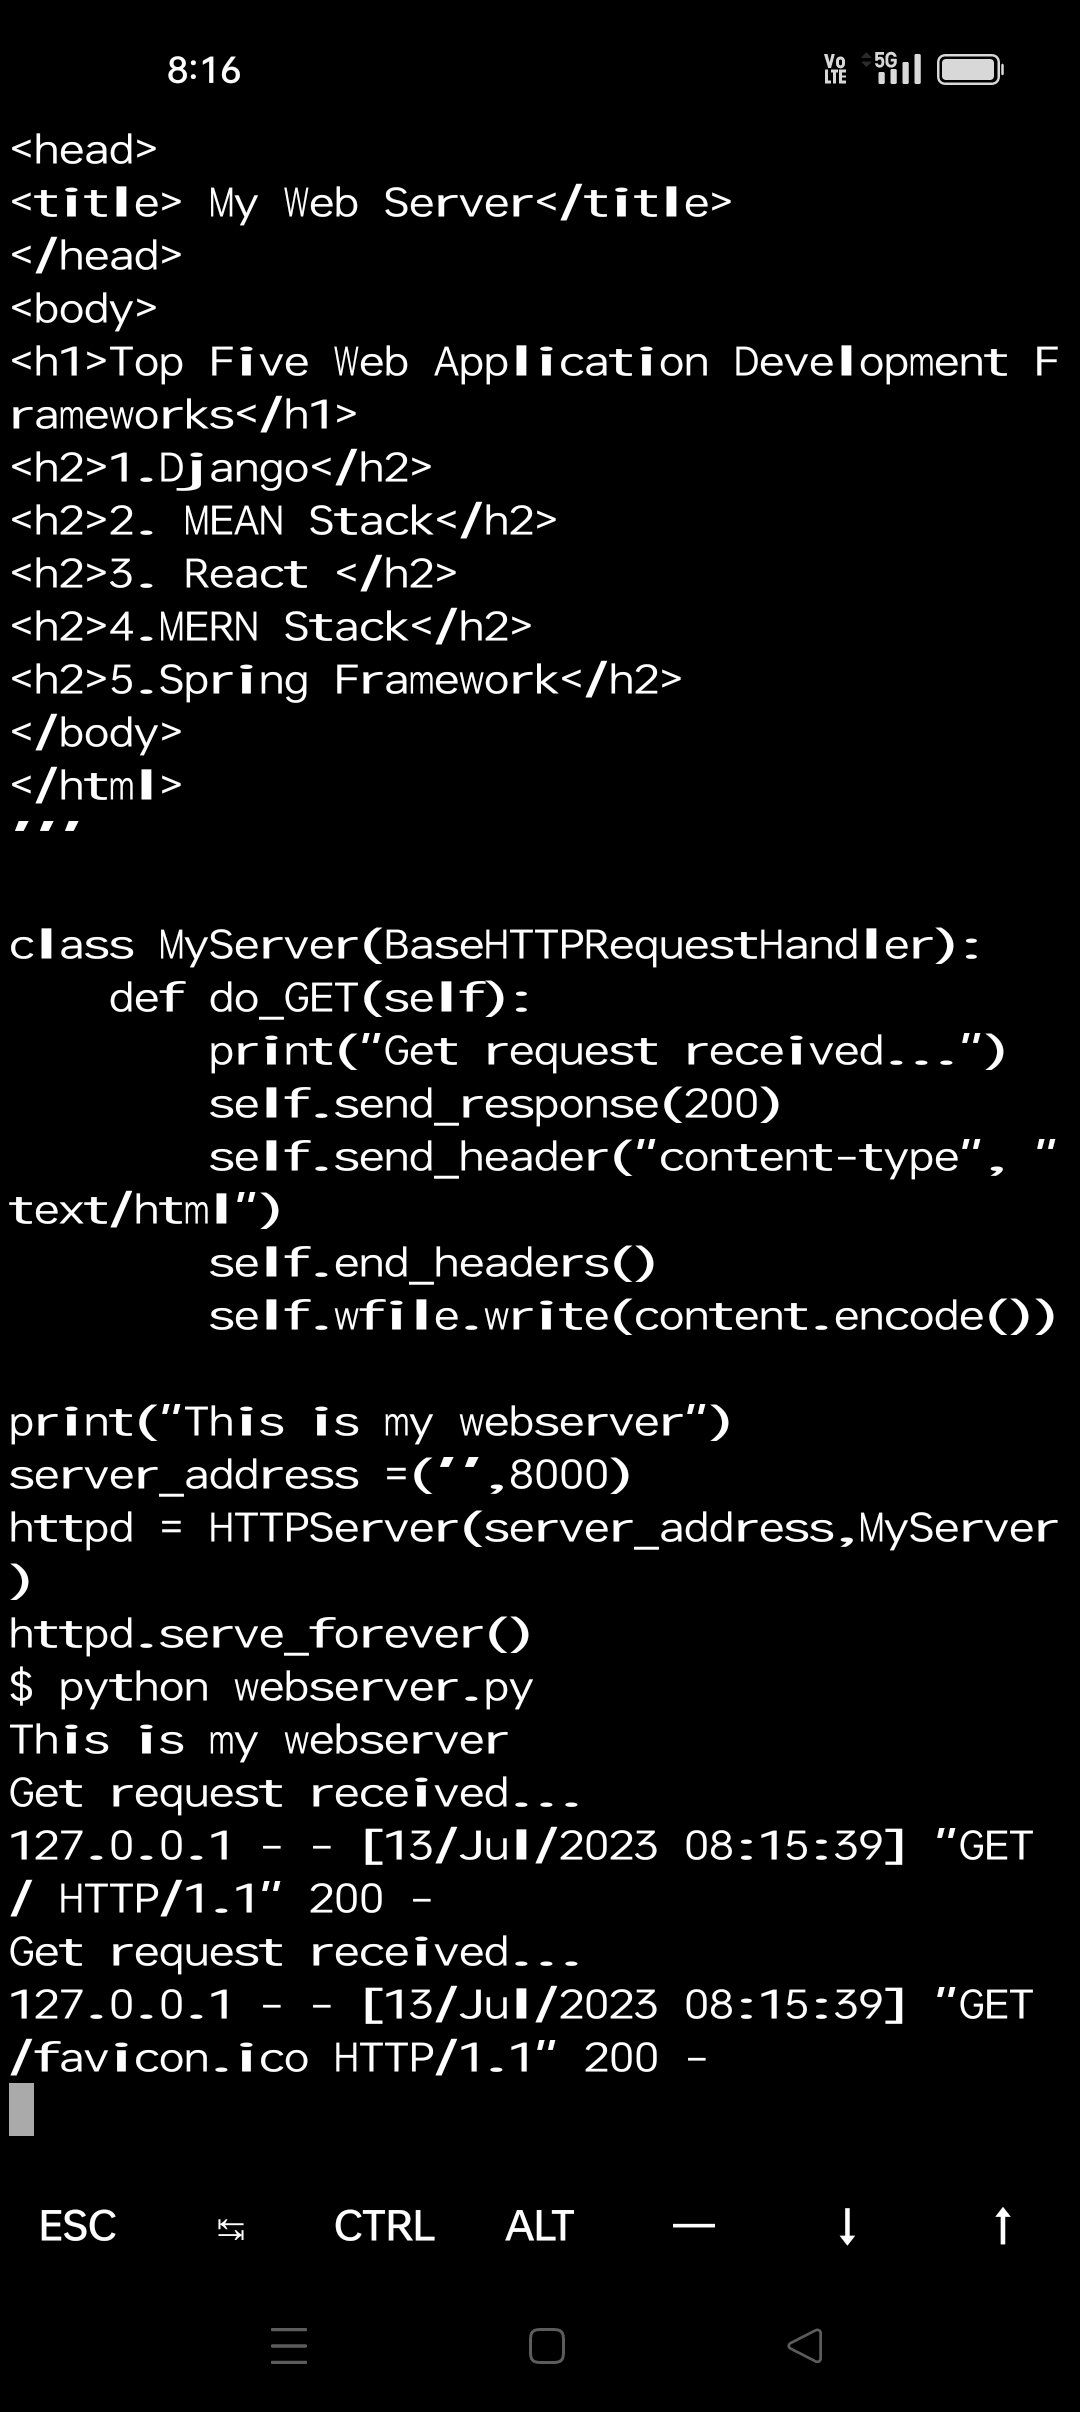 8:16
Vo LTE 5G
<head>
<title> My Web Server</title>
</head>
<body>
<h1>Top Five Web Application Development F
rameworks</h1>
<h2>1.Django</h2>
<h2>2. MEAN Stack</h2>
<h2>3. React </h2>
<h2>4.MERN Stack</h2>
<h2>5.Spring Framework</h2>
</body>
</html>
'''
class MyServer(BaseHTTPRequestHandler):
    def do_GET(self):
        print("Get request received...")
        self.send_response(200)
        self.send_header("content-type", "
text/html")
        self.end_headers()
        self.wfile.write(content.encode())
print("This is my webserver")
server_address =('',8000)
httpd = HTTPServer(server_address,MyServer
)
httpd.serve_forever()
$ python webserver.py
This is my webserver
Get request received...
127.0.0.1 - - [13/Jul/2023 08:15:39] "GET
/ HTTP/1.1" 200 -
Get request received...
127.0.0.1 - - [13/Jul/2023 08:15:39] "GET
/favicon.ico HTTP/1.1" 200 -
ESC ↹ CTRL ALT — ↓ ↑